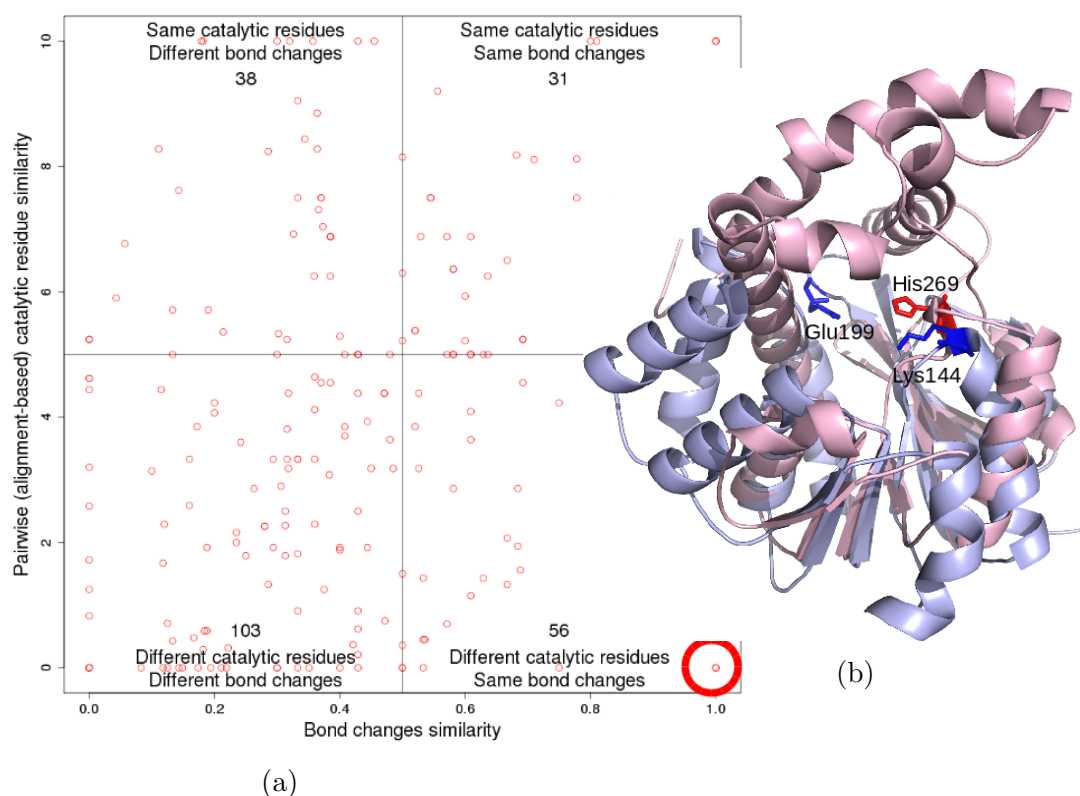 Same catalytic residues
Different bond changes
38
Same catalytic residues
Same bond changes
31
Pairwise (alignment-based) catalytic residue similarity
10
8
6
4
2
0
103
Different catalytic residues
Different bond changes
56
Different catalytic residues
Same bond changes
0.0 0.2 0.4 0.6 0.8 1.0
Bond changes similarity
(a)
His269
Glu199
Lys144
(b)